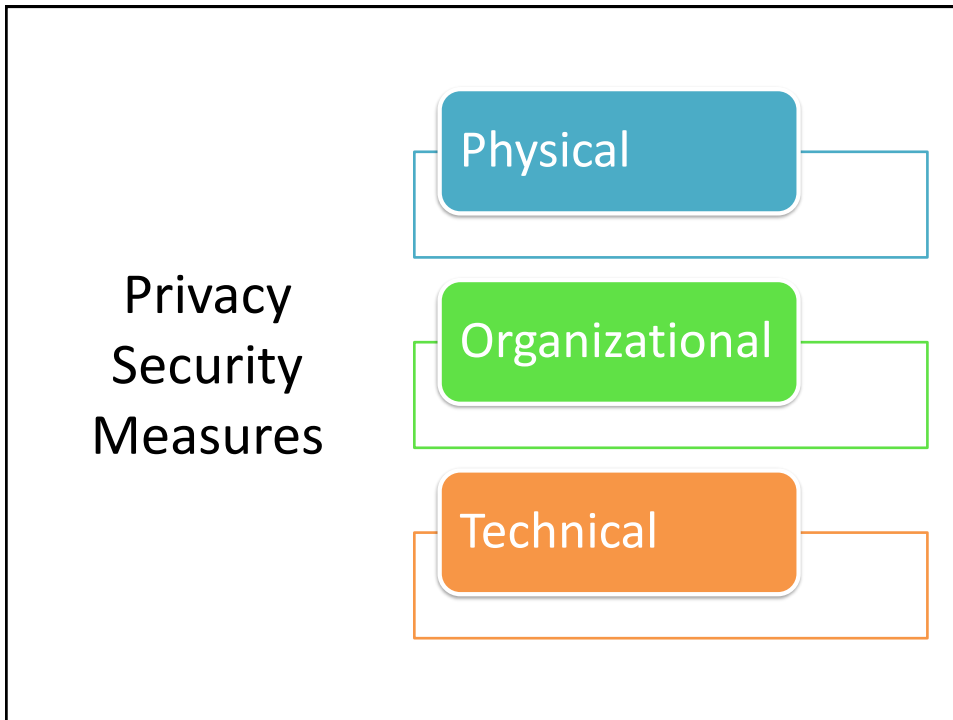 Privacy
Security
Measures
Physical
Organizational
Technical